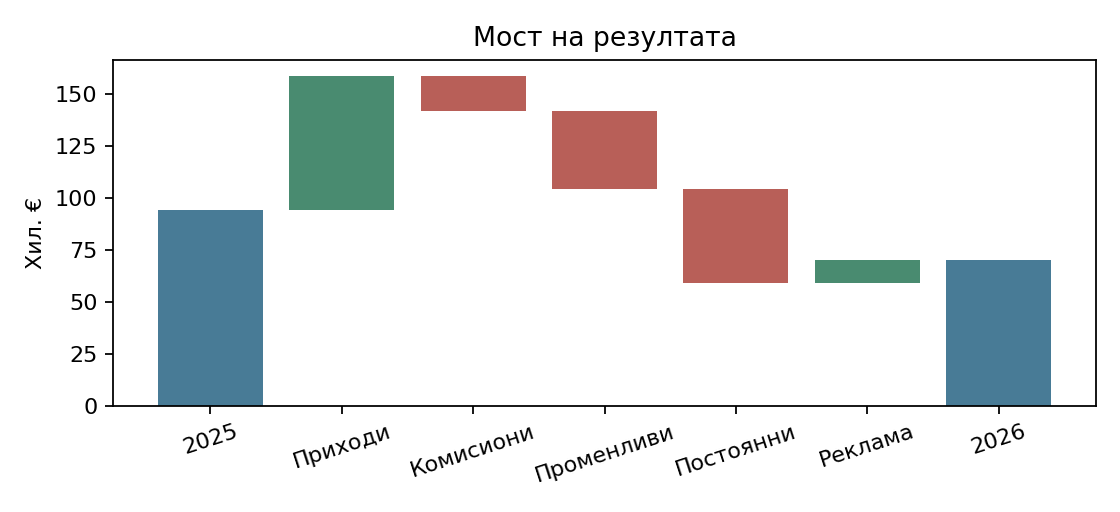 Мост на резултата
Хил. €
150
125
100
75
50
25
0
2025
Приходи
Комисиони
Променливи
Постоянни
Реклама
2026